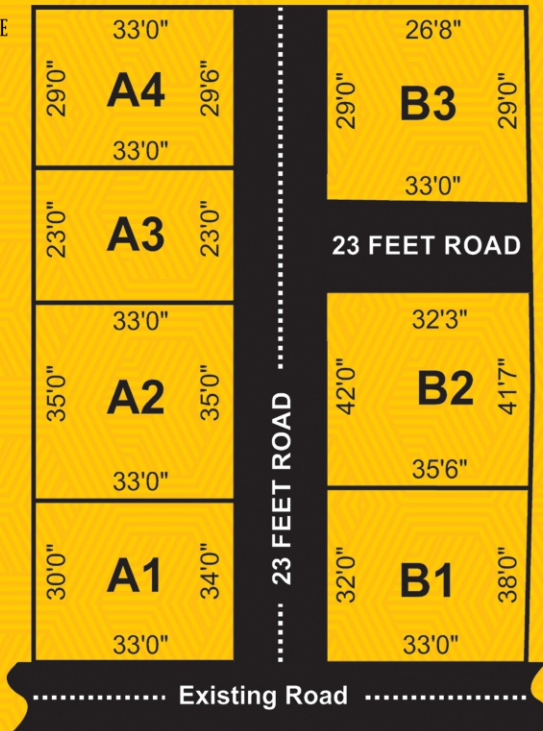 E
33'0"
29'0" A4 29'6"
33'0"
23'0" A3 23'0"
33'0"
35'0" A2 35'0"
33'0"
30'0" A1 34'0"
33'0"
23 FEET ROAD
26'8"
29'0" B3 29'0"
33'0"
23 FEET ROAD
32'3"
42'0" B2 41'7"
35'6"
32'0" B1 38'0"
33'0"
Existing Road